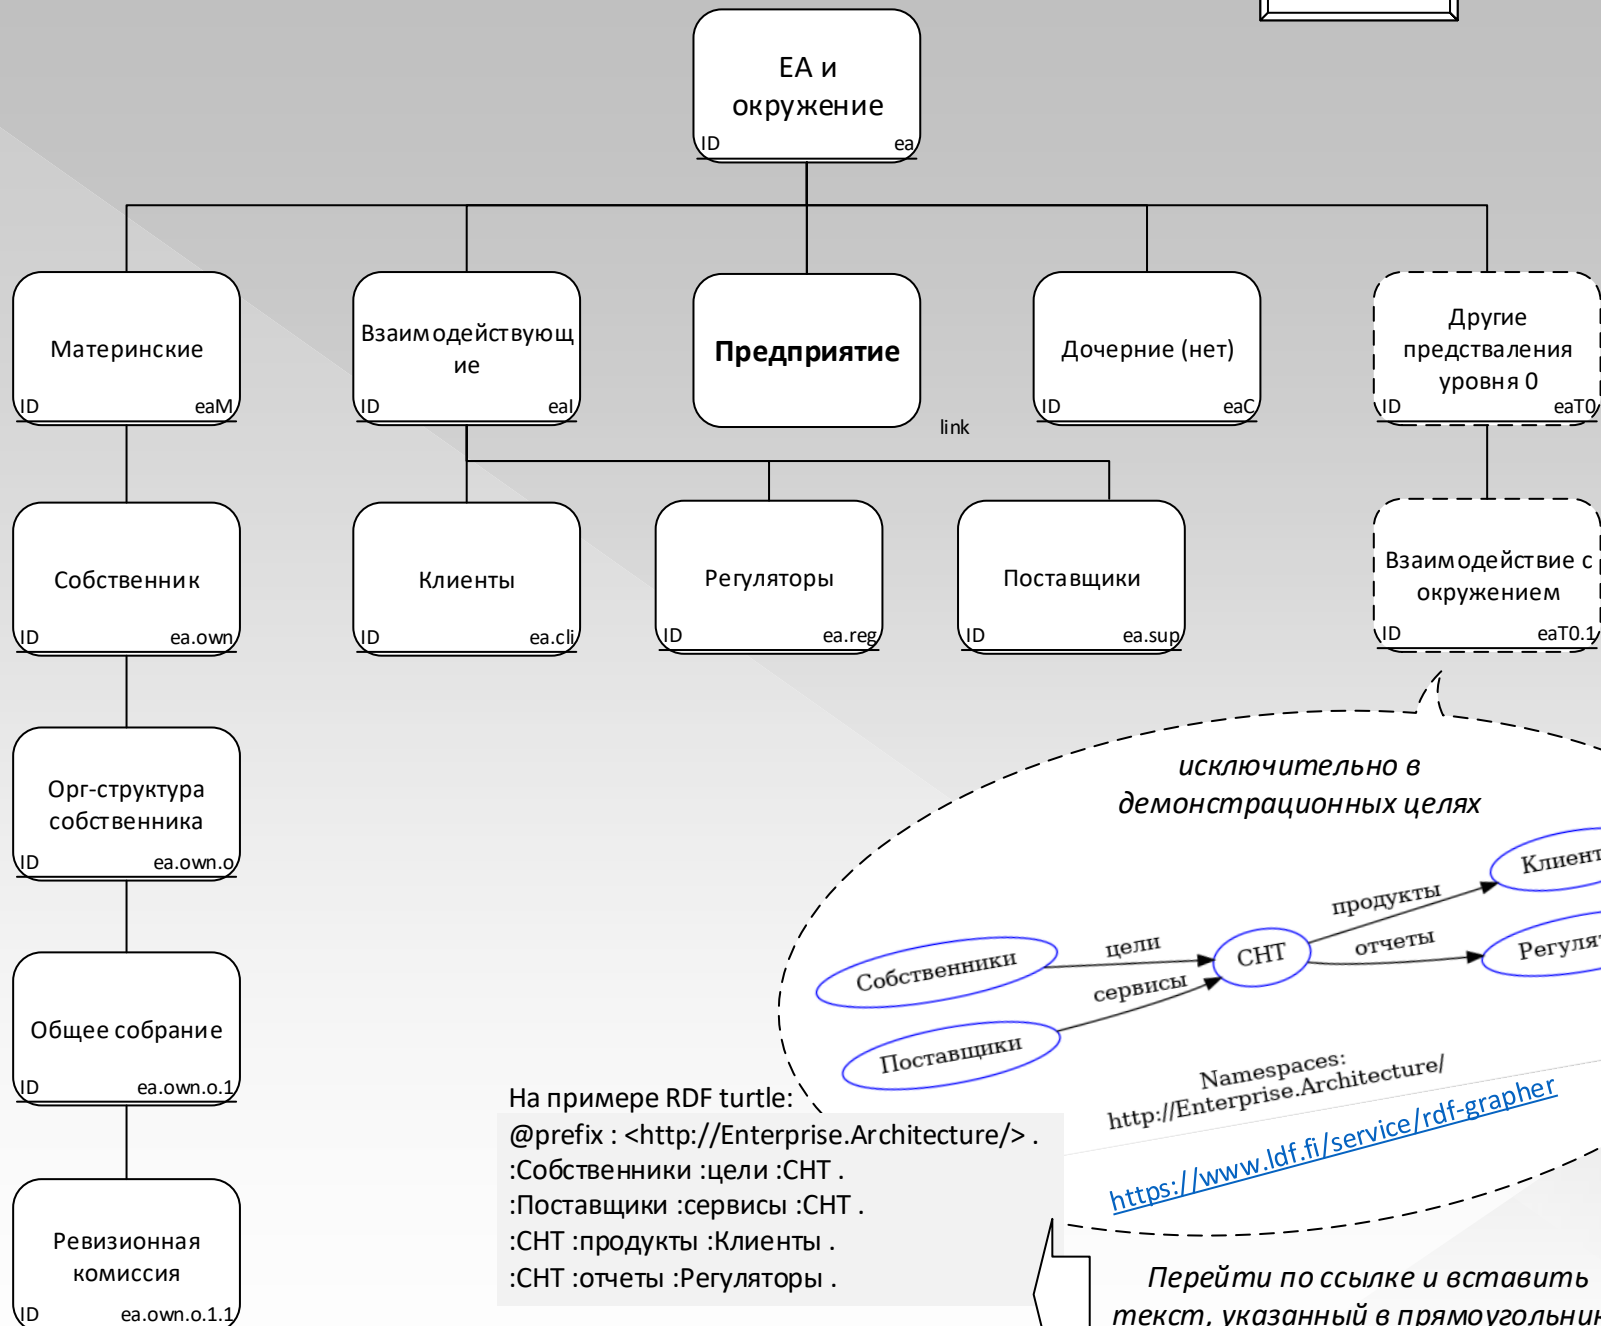 ЕА и
окружение
ID ea
Материнские
ID eaM
Взаимодействующ
ие
ID eaI
Предприятие
link
Дочерние (нет)
ID eaC
Другие
предстваления
уровня 0
ID eaT0
Собственник
ID ea.own
Клиенты
ID ea.cli
Регуляторы
ID ea.reg
Поставщики
ID ea.sup
Взаимодействие с
окружением
ID eaT0.1
Орг-структура
собственника
ID ea.own.o
Общее собрание
ID ea.own.o.1
Ревизионная
комиссия
ID ea.own.o.1.1
исключительно в
демонстрационных целях
Собственники
цели
Поставщики
сервисы
СНТ
продукты
Клиент
отчеты
Регуля
Namespaces:
http://Enterprise.Architecture/
https://www.ldf.fi/service/rdf-grapher
На примере RDF turtle:
@prefix : <http://Enterprise.Architecture/> .
:Собственники :цели :СНТ .
:Поставщики :сервисы :СНТ .
:СНТ :продукты :Клиенты .
:СНТ :отчеты :Регуляторы .
Перейти по ссылке и вставить
текст, указанный в прямоугольник